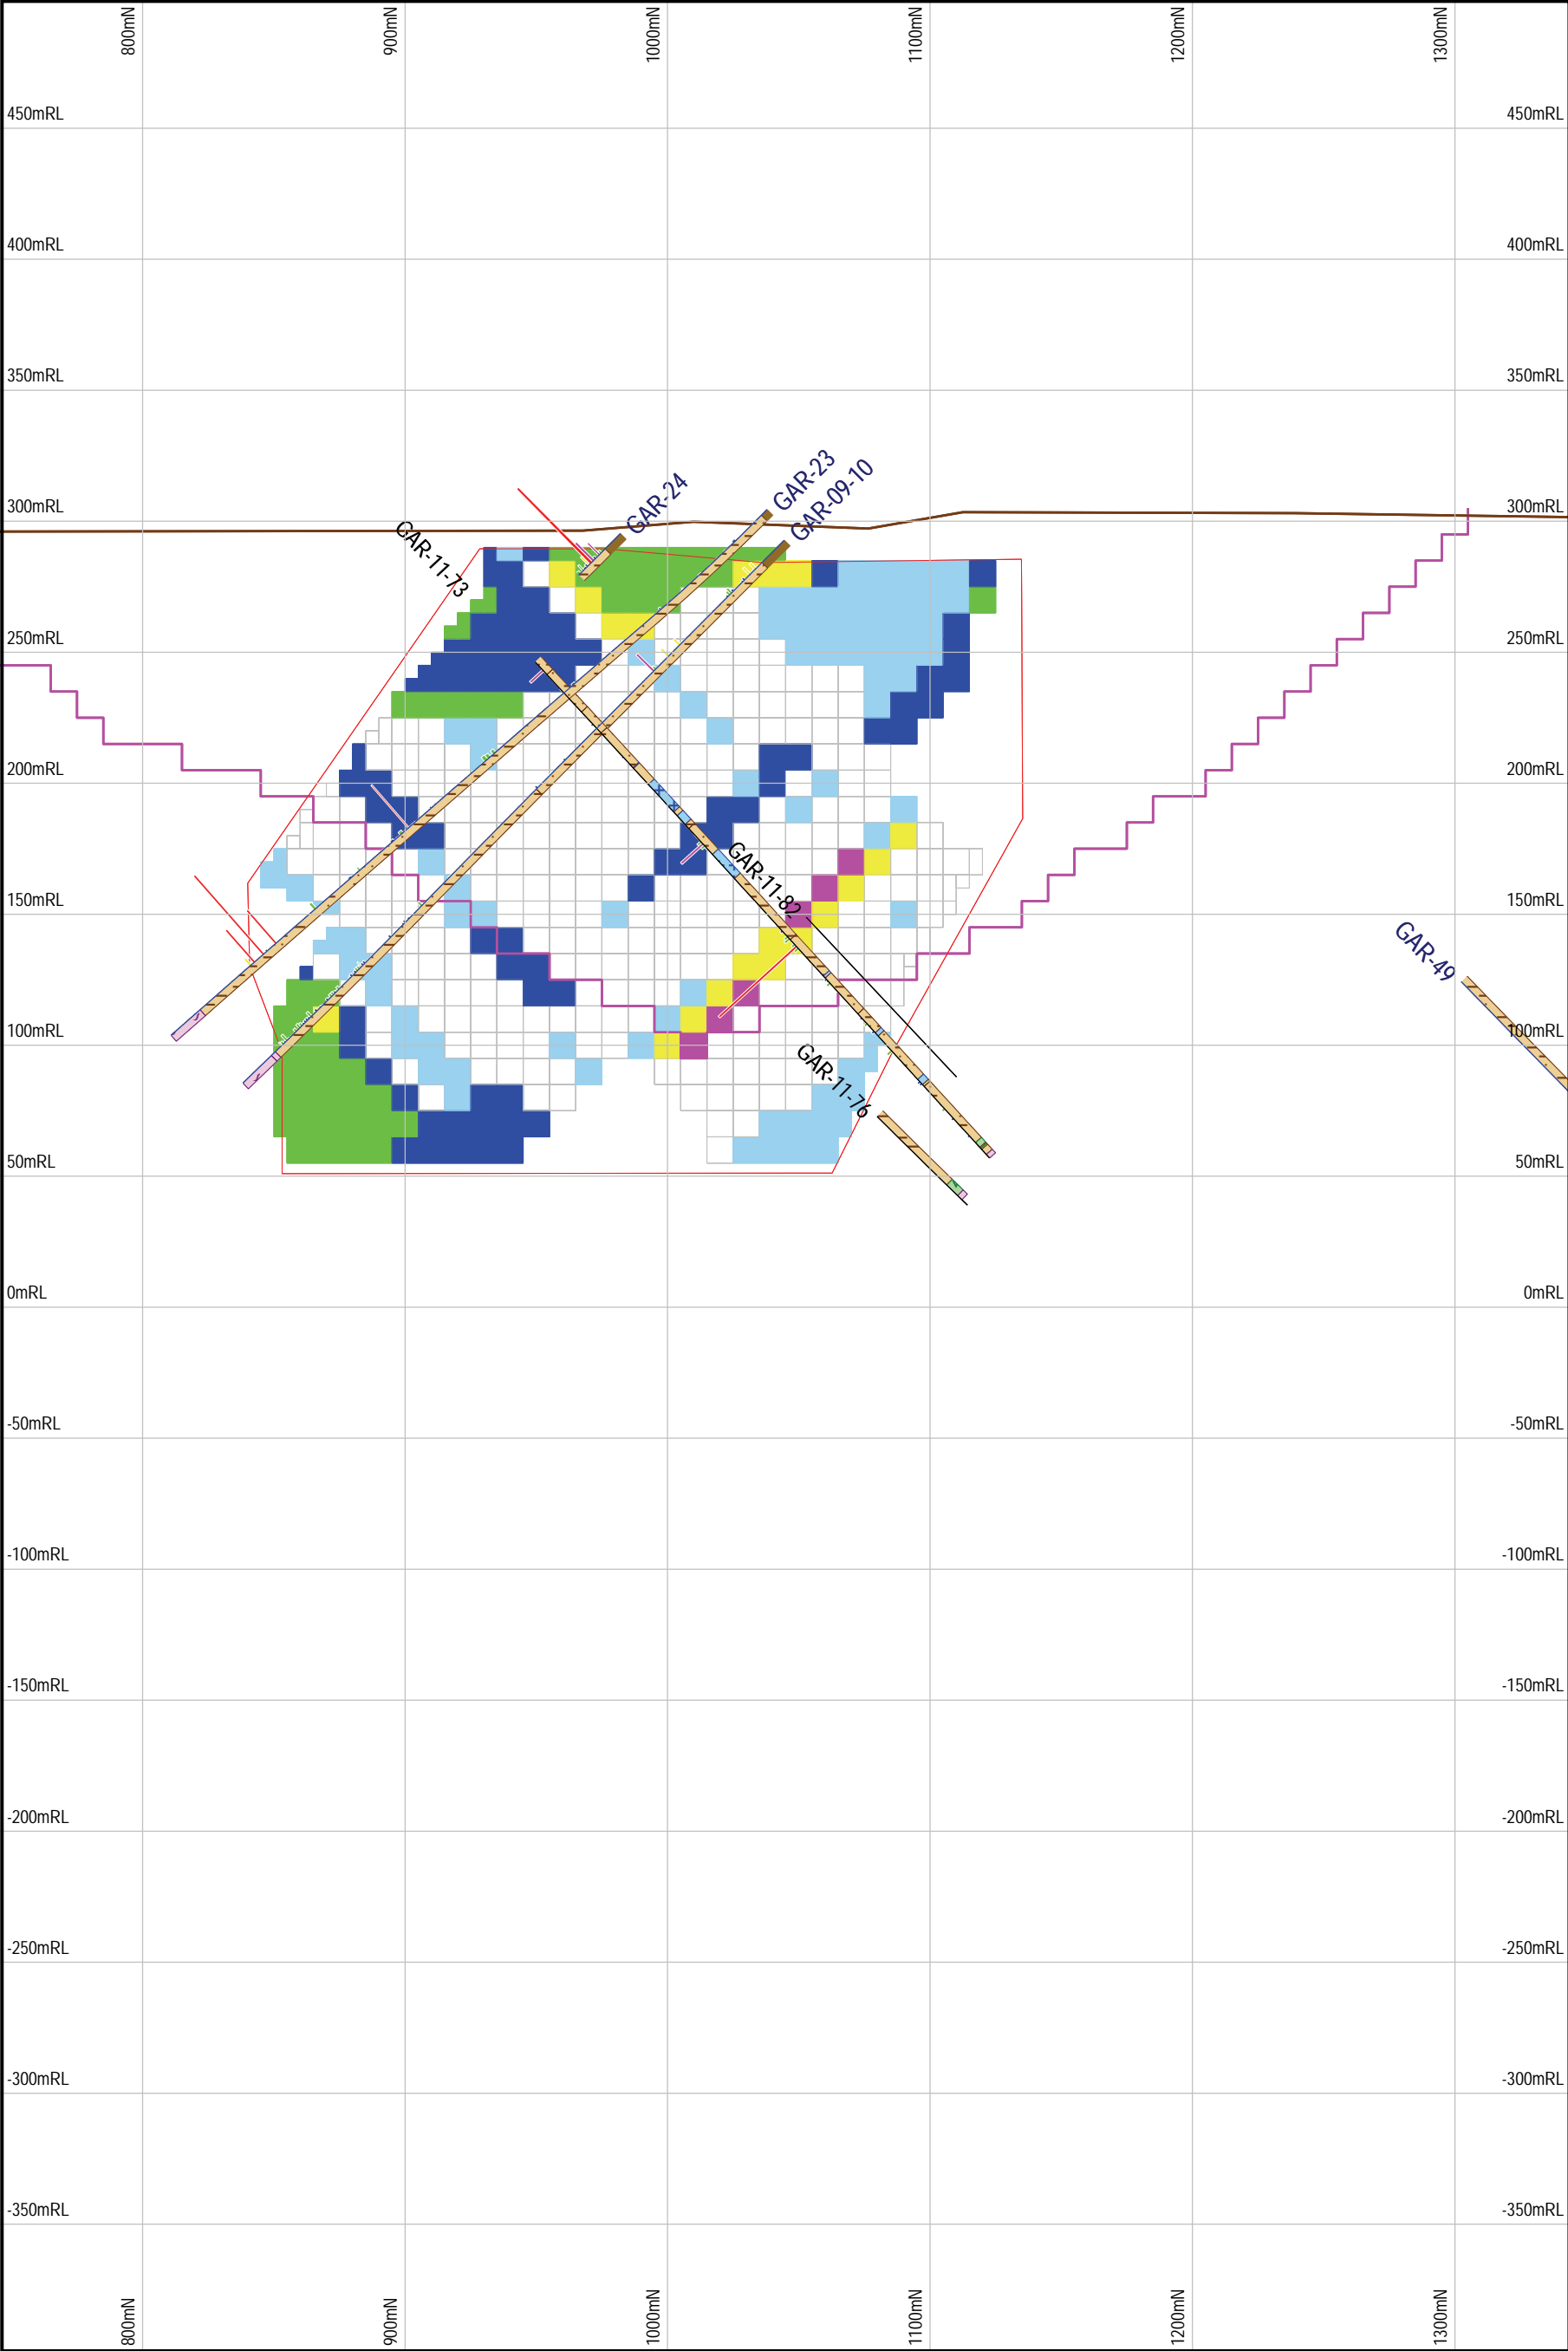 800mN
900mN
1000mN
1100mN
1200mN
1300mN
450mRL 450mRL
400mRL 400mRL
350mRL 350mRL
300mRL 300mRL
GAR-24
GAR-23
GAR-09-10
GAR-11-73
250mRL 250mRL
200mRL 200mRL
GAR-11-82
150mRL 150mRL
GAR-49
100mRL 100mRL
GAR-11-76
50mRL 50mRL
0mRL 0mRL
-50mRL -50mRL
-100mRL -100mRL
-150mRL -150mRL
-200mRL -200mRL
-250mRL -250mRL
-300mRL -300mRL
-350mRL -350mRL
800mN
900mN
1000mN
1100mN
1200mN
1300mN